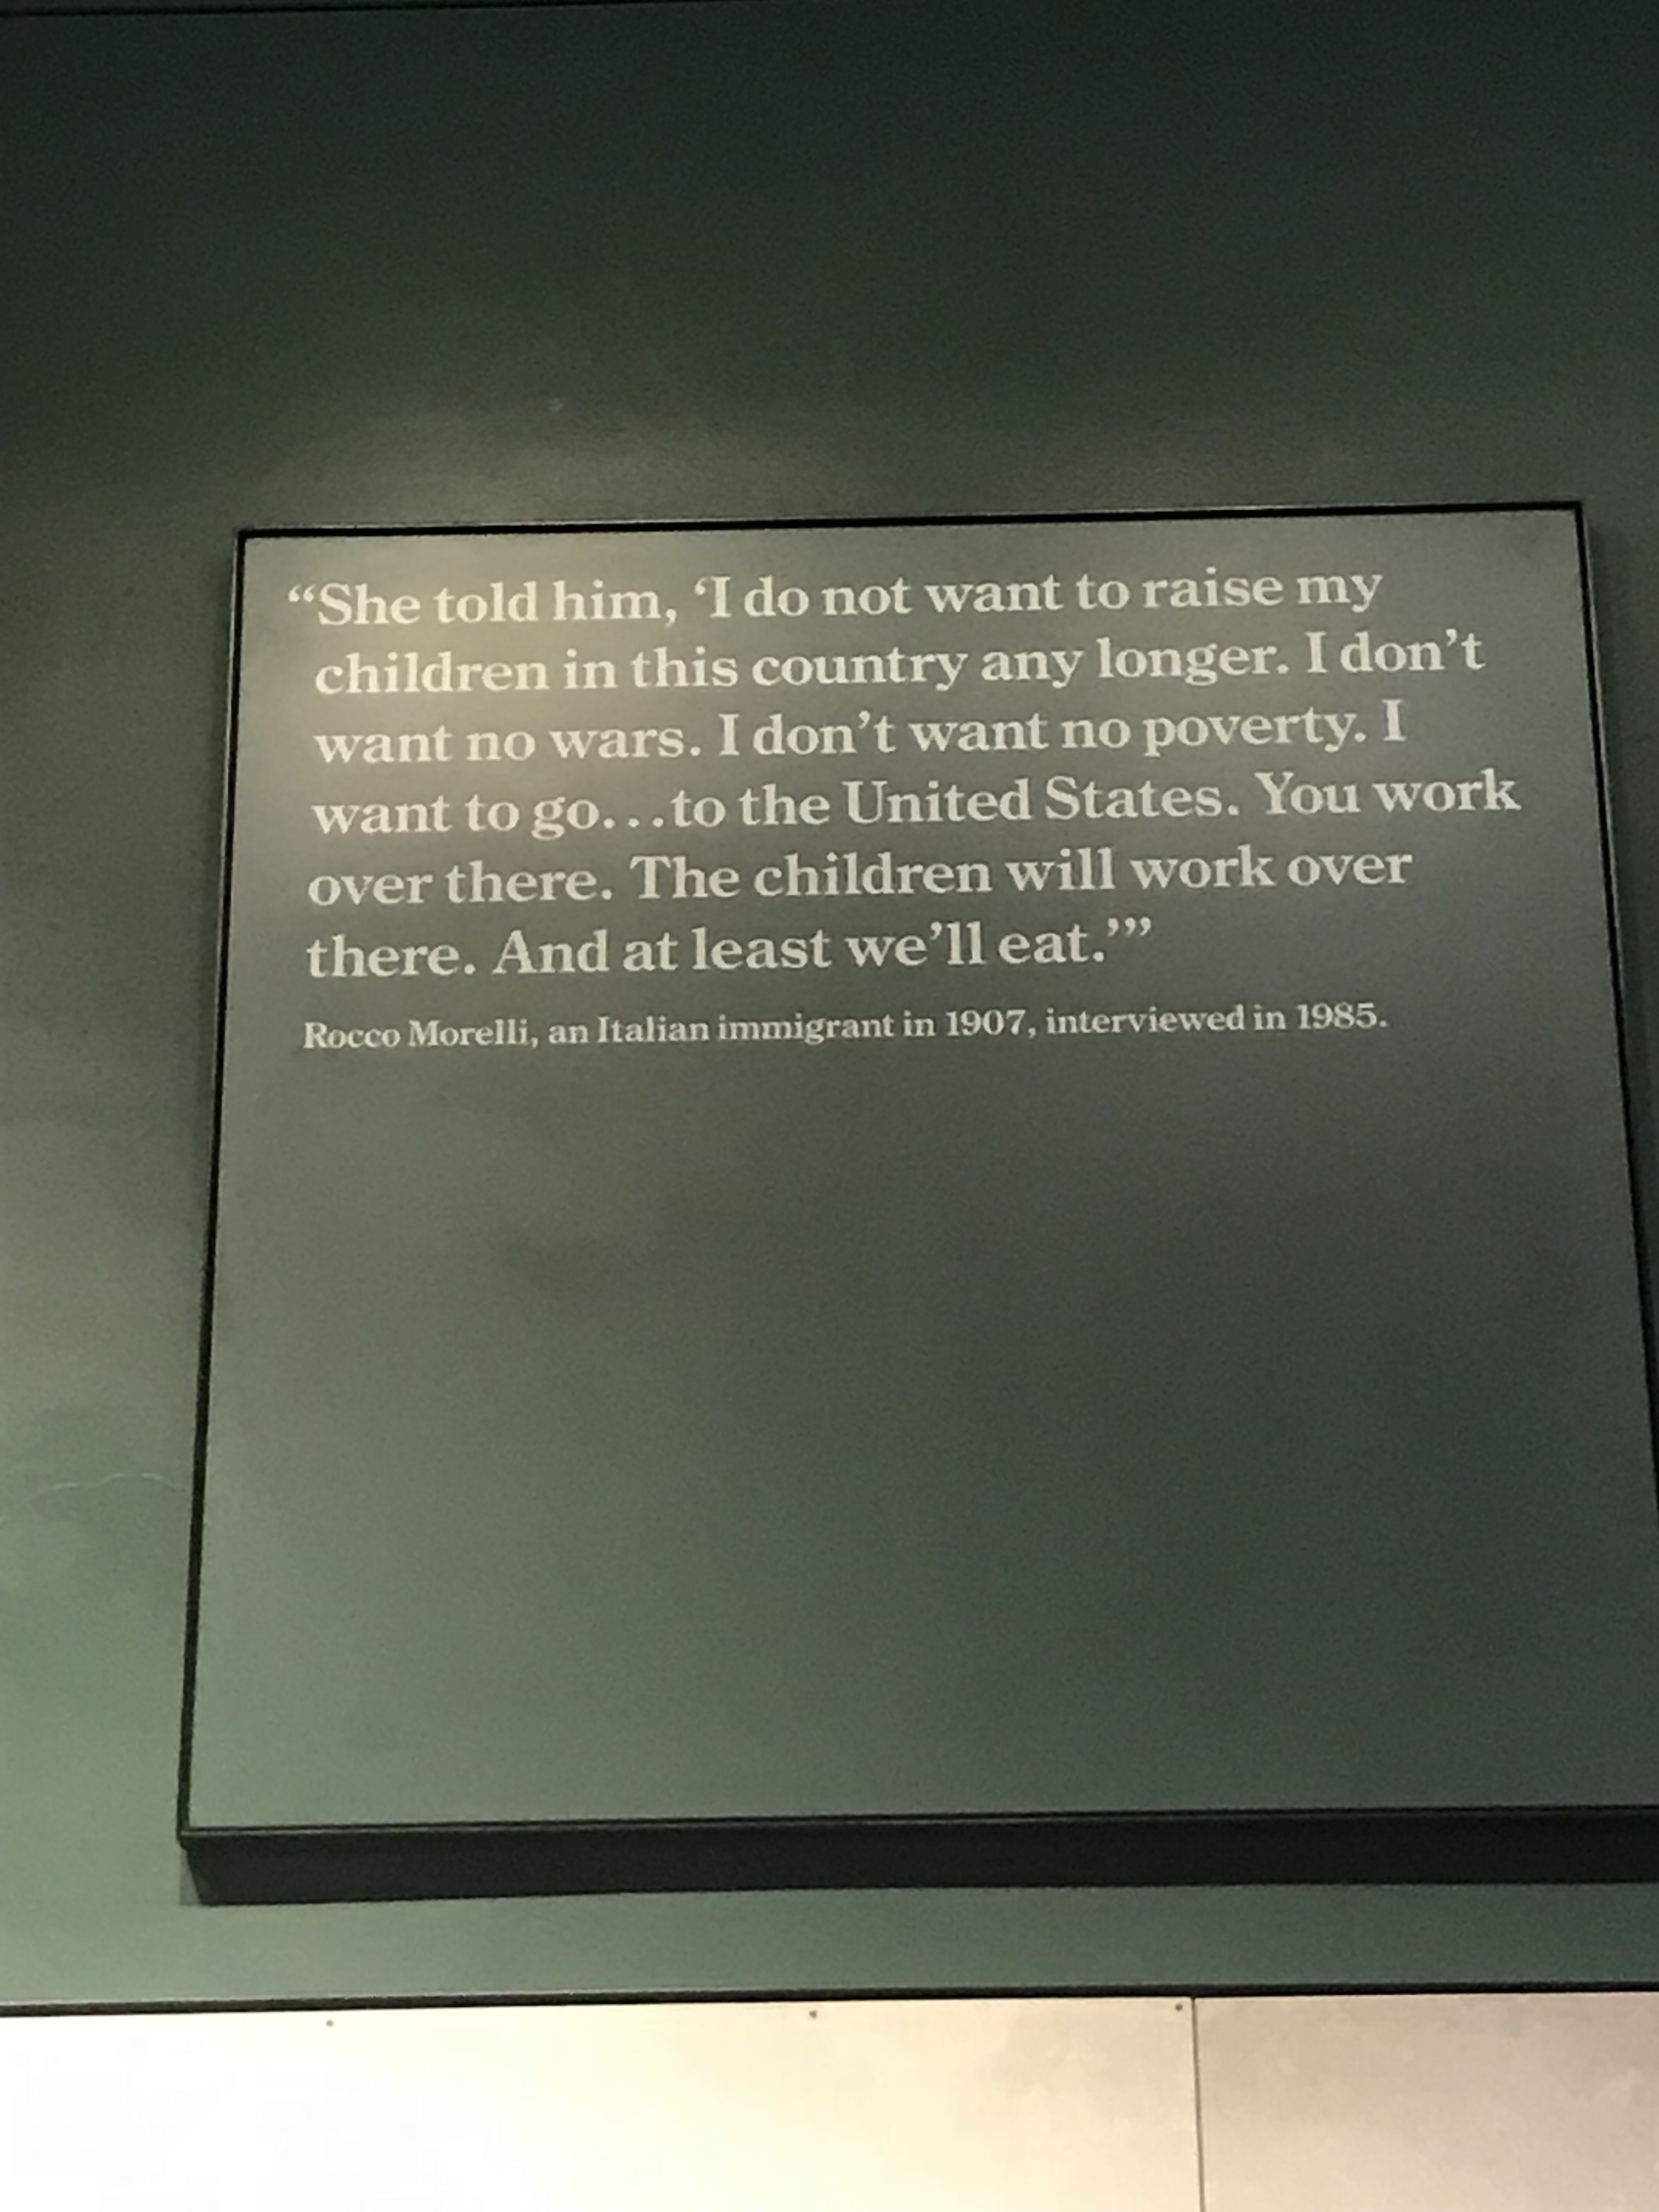 “She told him, ‘I do not want to raise my
children in this country any longer. I don’t
want no wars. I don’t want no poverty. I
want to go...to the United States. You work
over there. The children will work over
there. And at least we’ll eat.’”
Rocco Morelli, an Italian immigrant in 1907, interviewed in 1985.